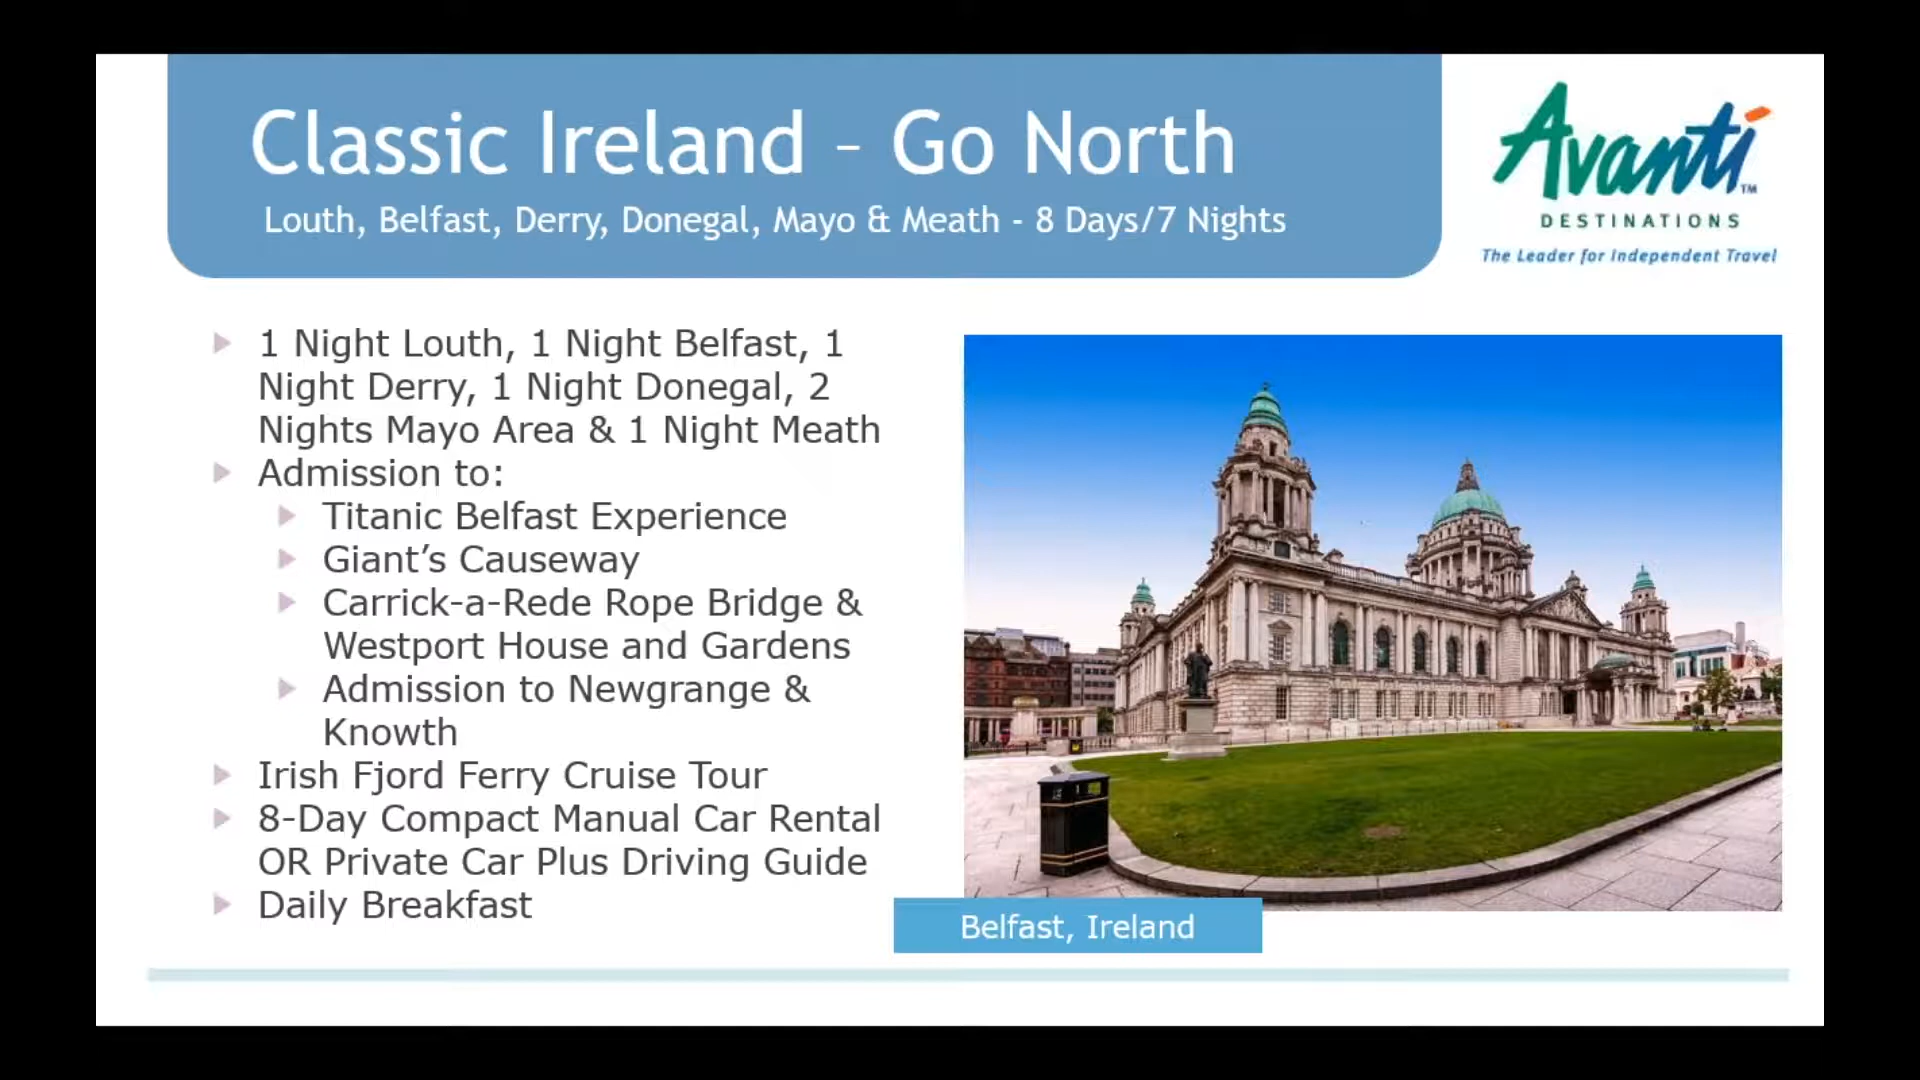 Classic Ireland – Go North
Louth, Belfast, Derry, Donegal, Mayo & Meath - 8 Days/7 Nights
Avanti™
DESTINATIONS
The Leader for Independent Travel
1 Night Louth, 1 Night Belfast, 1
Night Derry, 1 Night Donegal, 2
Nights Mayo Area & 1 Night Meath
Admission to:
Titanic Belfast Experience
Giant’s Causeway
Carrick-a-Rede Rope Bridge &
Westport House and Gardens
Admission to Newgrange &
Knowth
Irish Fjord Ferry Cruise Tour
8-Day Compact Manual Car Rental
OR Private Car Plus Driving Guide
Daily Breakfast
Belfast, Ireland